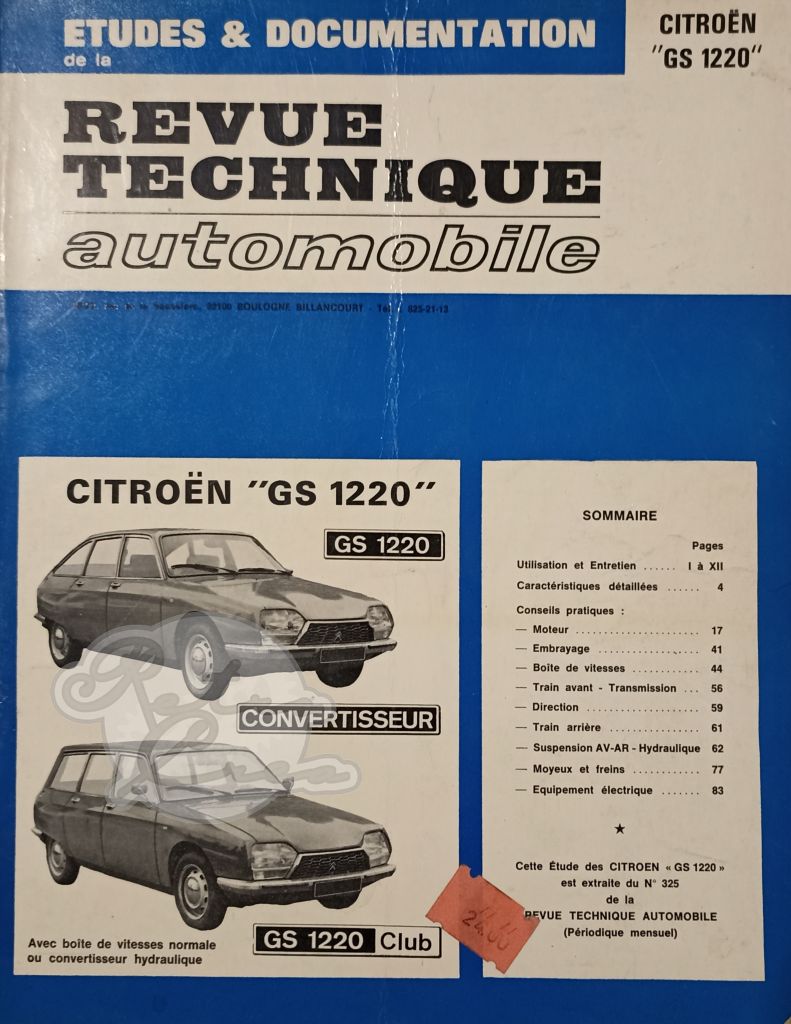 ETUDES & DOCUMENTATION
de la
CITROËN
"GS 1220"
REVUE
TECHNIQUE
automobile
92100 BOULOGNE BILLANCOURT - 825-21-13
CITROËN "GS 1220"
GS 1220
CONVERTISSEUR
GS 1220 Club
Avec boîte de vitesses normale
ou convertisseur hydraulique
SOMMAIRE
Pages
Utilisation et Entretien ...... I à XII
Caractéristiques détaillées ...... 4
Conseils pratiques :
— Moteur ..................... 17
— Embrayage ................. 41
— Boîte de vitesses ............ 44
— Train avant - Transmission ... 56
— Direction ................... 59
— Train arrière ................ 61
— Suspension AV-AR - Hydraulique 62
— Moyeux et freins ............ 77
— Equipement électrique ....... 83
★
Cette Étude des CITROEN « GS 1220 »
est extraite du N° 325
de la
REVUE TECHNIQUE AUTOMOBILE
(Périodique mensuel)